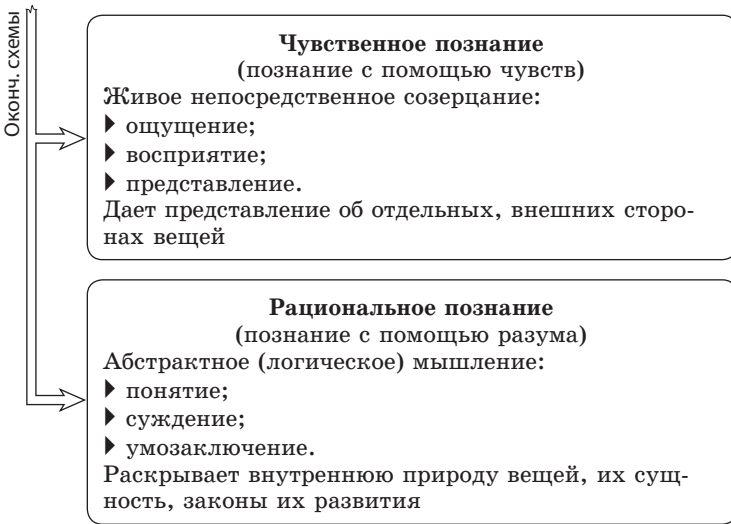 Оконч. схемы
Чувственное познание
(познание с помощью чувств)
Живое непосредственное созерцание:
ощущение;
восприятие;
представление.
Дает представление об отдельных, внешних сторо-
нах вещей
Рациональное познание
(познание с помощью разума)
Абстрактное (логическое) мышление:
понятие;
суждение;
умозаключение.
Раскрывает внутреннюю природу вещей, их сущ-
ность, законы их развития